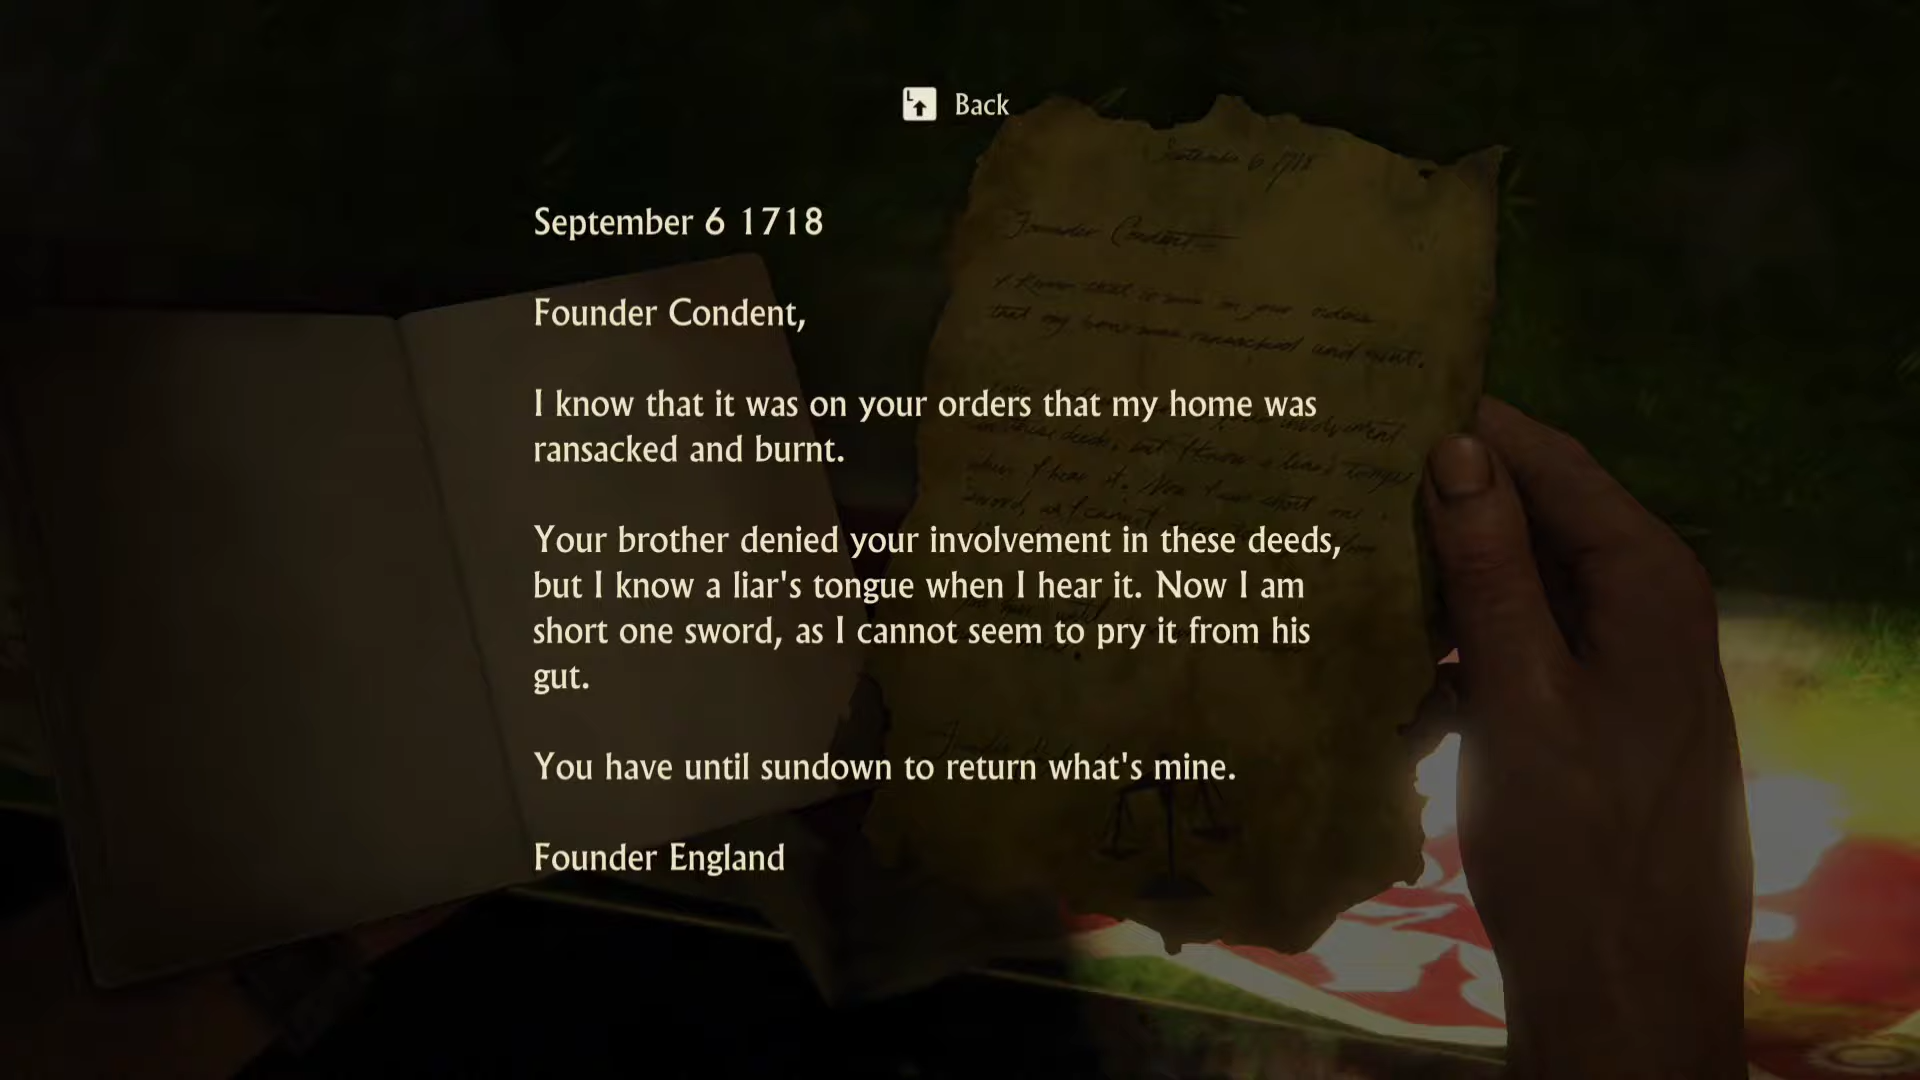 Back
September 6 1718
Founder Condent,
I know that it was on your orders that my home was
ransacked and burnt.
Your brother denied your involvement in these deeds,
but I know a liar's tongue when I hear it. Now I am
short one sword, as I cannot seem to pry it from his
gut.
You have until sundown to return what's mine.
Founder England